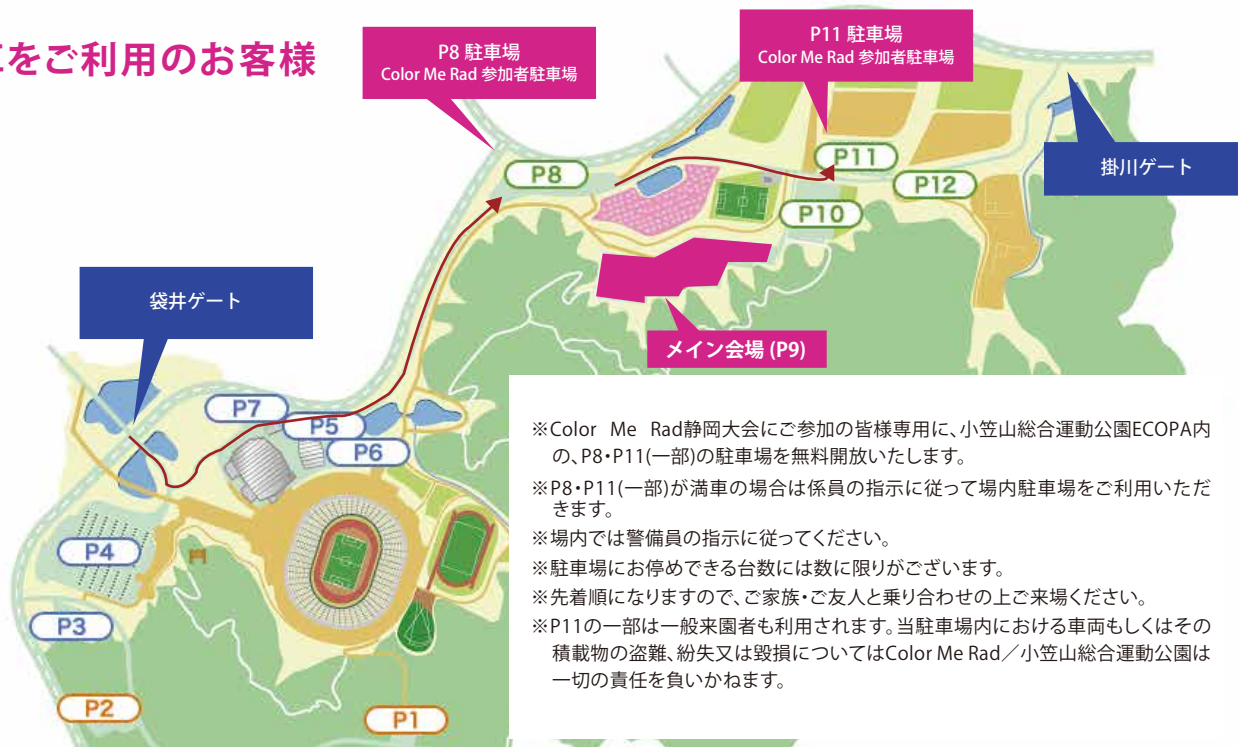 をご利用のお客様
P8 駐車場
Color Me Rad 参加者駐車場
P11 駐車場
Color Me Rad 参加者駐車場
掛川ゲート
P8
P11
P12
P10
袋井ゲート
メイン会場 (P9)
P7
P5
P6
P4
P3
P2
P1
※Color Me Rad静岡大会にご参加の皆様専用に、小笠山総合運動公園ECOPA内
の、P8・P11(一部)の駐車場を無料開放いたします。
※P8・P11(一部)が満車の場合は係員の指示に従って場内駐車場をご利用いただ
きます。
※場内では警備員の指示に従ってください。
※駐車場にお停めできる台数には数に限りがございます。
※先着順になりますので、ご家族・ご友人と乗り合わせの上ご来場ください。
※P11の一部は一般来園者も利用されます。当駐車場内における車両もしくはその
積載物の盗難、紛失又は毀損についてはColor Me Rad／小笠山総合運動公園は
一切の責任を負いかねます。